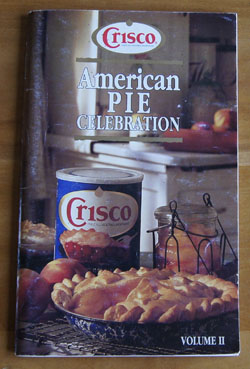 CRISCO
American
PIE
CELEBRATION
CRISCO
VOLUME II